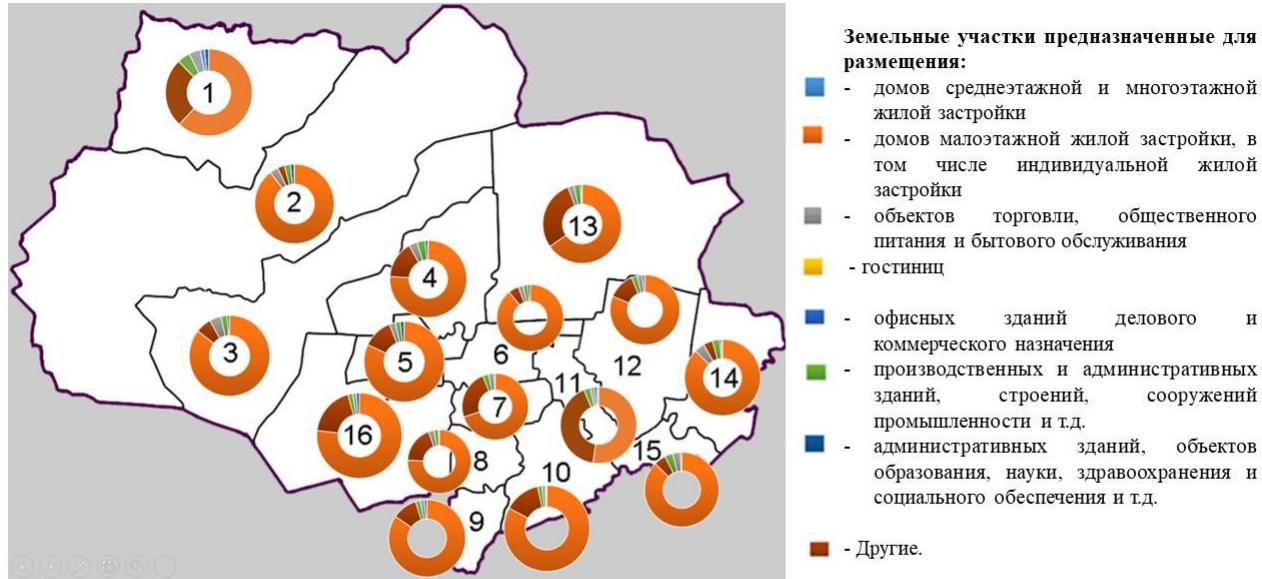 1
2
13
4
3
5
6
12
14
11
7
16
15
8
10
9
Земельные участки предназначенные для
размещения:
- домов среднеэтажной и многоэтажной
жилой застройки
- домов малоэтажной жилой застройки, в
том числе индивидуальной жилой
застройки
- объектов торговли, общественного
питания и бытового обслуживания
- гостиниц
- офисных зданий делового и
коммерческого назначения
- производственных и административных
зданий, строений, сооружений
промышленности и т.д.
- административных зданий, объектов
образования, науки, здравоохранения и
социального обеспечения и т.д.
- Другие.